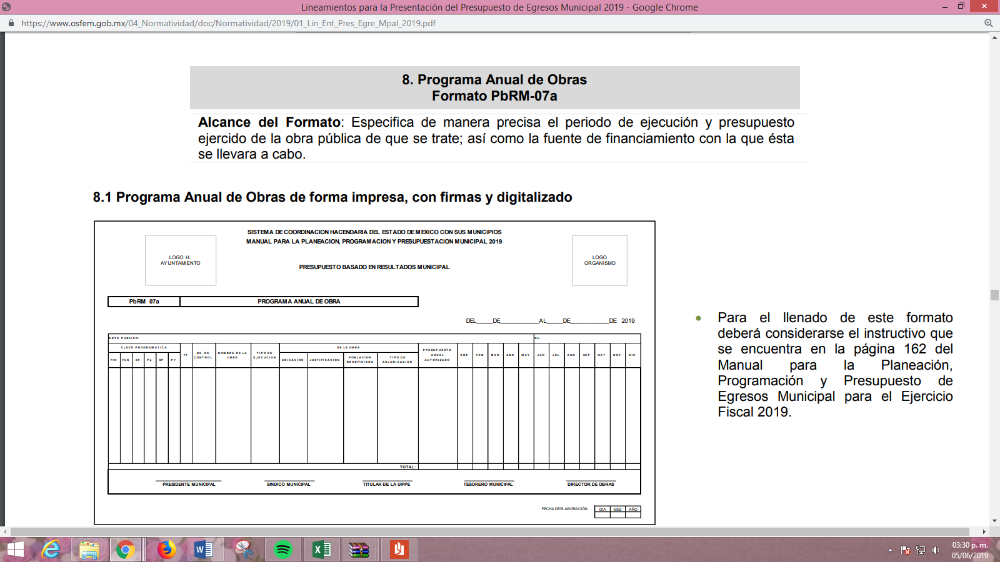 Lineamientos para la Presentación del Presupuesto de Egresos Municipal 2019 - Google Chrome
https://www.osfem.gob.mx/04_Normatividad/doc/Normatividad/2019/01_Lin_Ent_Pres_Egre_Mpal_2019.pdf
8. Programa Anual de Obras
Formato PbRM-07a
Alcance del Formato: Especifica de manera precisa el periodo de ejecución y presupuesto
ejercido de la obra pública de que se trate; así como la fuente de financiamiento con la que ésta
se llevara a cabo.
8.1 Programa Anual de Obras de forma impresa, con firmas y digitalizado
SISTEMA DE COORDINACION HACENDARIA DEL ESTADO DE MEXICO CON SUS MUNICIPIOS
MANUAL PARA LA PLANEACION, PROGRAMACION Y PRESUPUESTACION MUNICIPAL 2019
LOGO H.
AYUNTAMIENTO
LOGO
ORGANISMO
PRESUPUESTO BASADO EN RESULTADOS MUNICIPAL
PbRM 07a
PROGRAMA ANUAL DE OBRA
DEL_____DE____________AL_____DE____________DE 2019
ENTE PUBLICO:
No.
CLAVE PROGRAMATICA
FIN FUN SF Pp SP PY
FF
No. DE
CONTROL
NOMBRE DE LA
OBRA
TIPO DE
EJECUCION
DE LA OBRA
UBICACIÓN
JUSTIFICACION
POBLACION
BENEFICIADA
TIPO DE
ADJUDICACION
PRESUPUESTO
ANUAL
AUTORIZADO
ENE FEB MAR ABR MAY JUN JUL AGO SEP OCT NOV DIC
TOTAL:
PRESIDENTE MUNICIPAL
SINDICO MUNICIPAL
TITULAR DE LA UIPPE
TESORERO MUNICIPAL
DIRECTOR DE OBRAS
FECHA DE ELABORACIÓN
DIA MES AÑO
• Para el llenado de este formato
deberá considerarse el instructivo que
se encuentra en la página 162 del
Manual para la Planeación,
Programación y Presupuesto de
Egresos Municipal para el Ejercicio
Fiscal 2019.
03:30 p. m.
05/06/2019